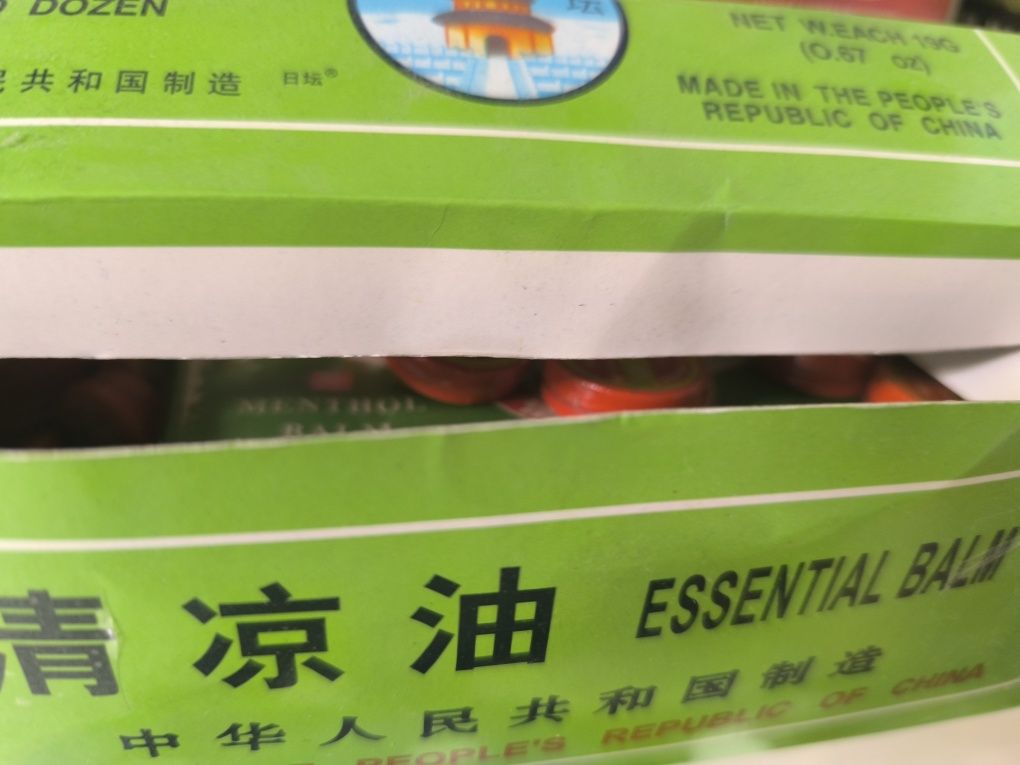 DOZEN
共和国制造 日坛®
坛
NET W.EACH 19G
(0.67 oz)
MADE IN THE PEOPLE'S
REPUBLIC OF CHINA
MENTHOL
BALM
清凉油 ESSENTIAL BALM
中华人民共和国制造
PEOPLE'S REPUBLIC OF CHINA